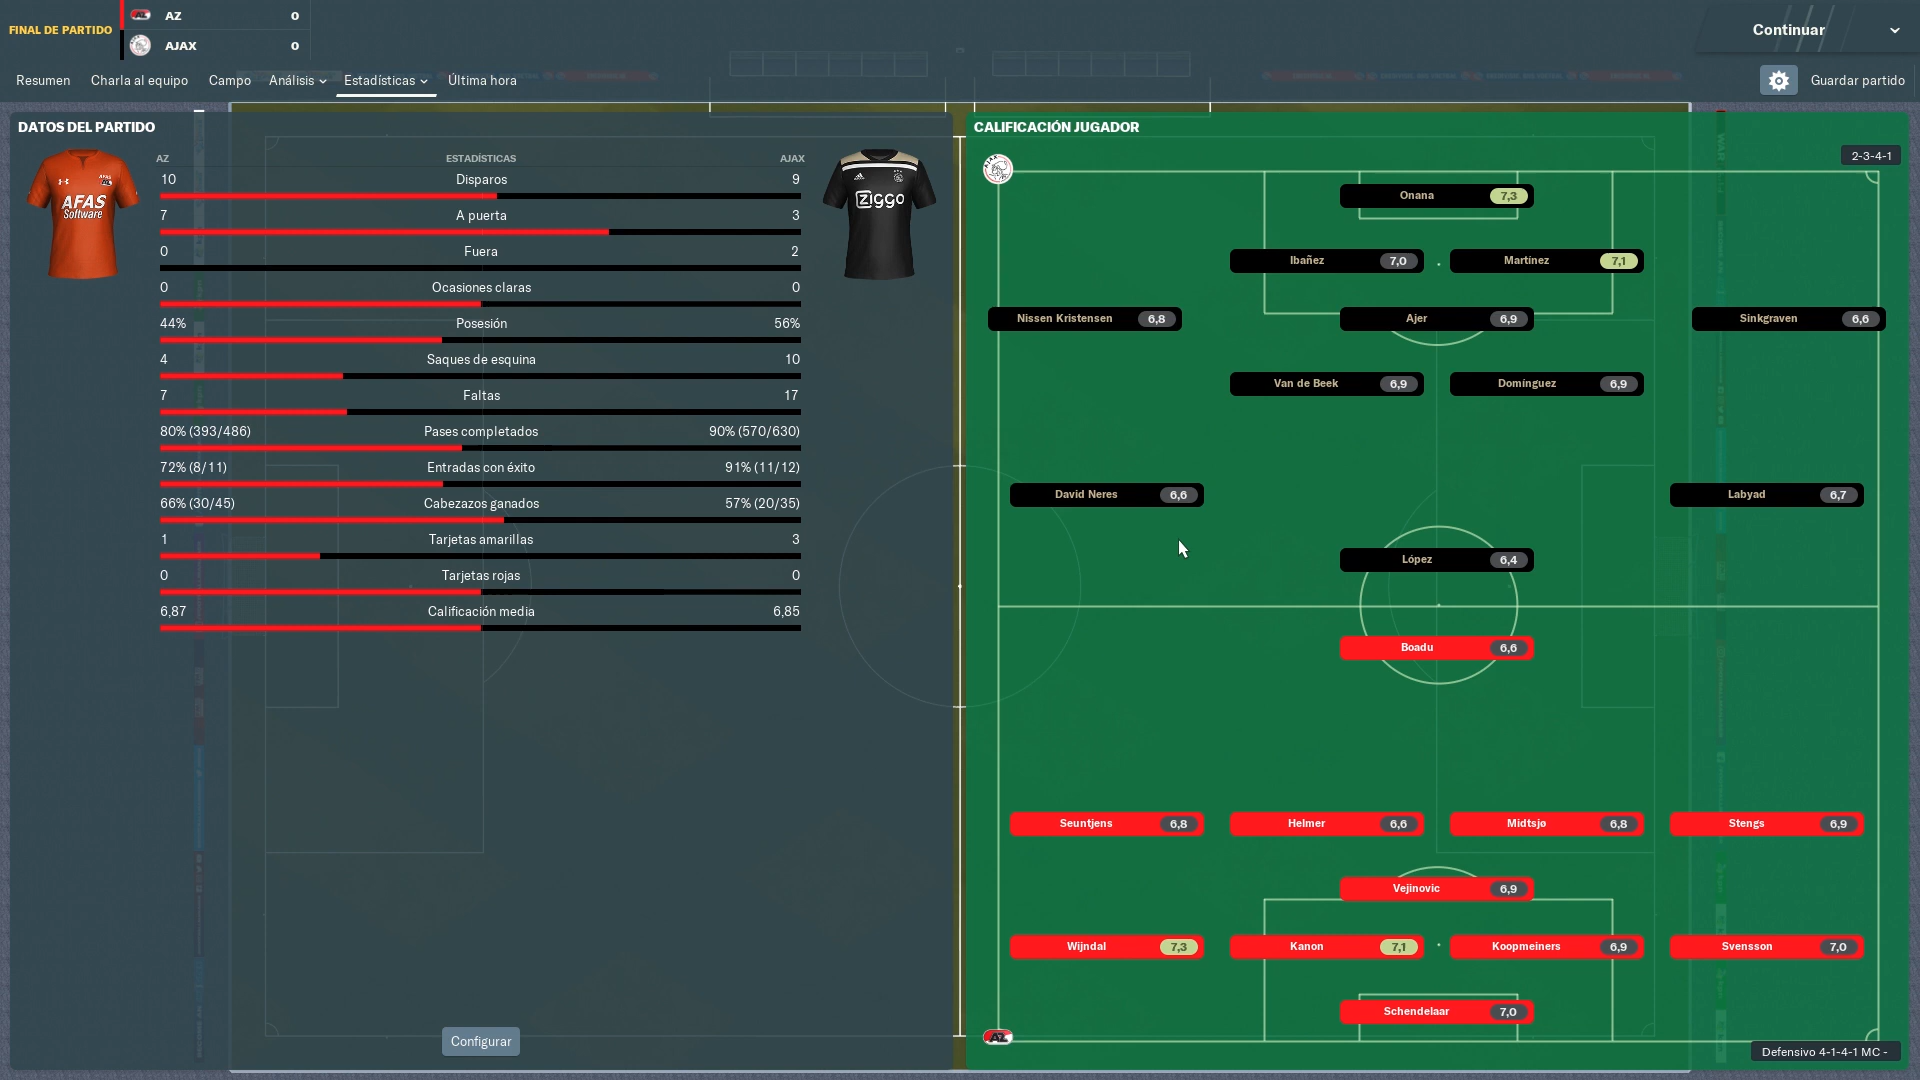 FINAL DE PARTIDO
AZ 0
AJAX 0
Continuar
Resumen Charla al equipo Campo Análisis Estadísticas Última hora
Guardar partido
DATOS DEL PARTIDO
AZ ESTADÍSTICAS AJAX
10 Disparos 9
7 A puerta 3
0 Fuera 2
0 Ocasiones claras 0
44% Posesión 56%
4 Saques de esquina 10
7 Faltas 17
80% (393/486) Pases completados 90% (570/630)
72% (8/11) Entradas con éxito 91% (11/12)
66% (30/45) Cabezazos ganados 57% (20/35)
1 Tarjetas amarillas 3
0 Tarjetas rojas 0
6,87 Calificación media 6,85
AFAS
Software
ziggo
Configurar
CALIFICACIÓN JUGADOR
2-3-4-1
Onana 7,3
Ibañez 7,0
Martínez 7,1
Nissen Kristensen 6,8
Ajer 6,9
Sinkgraven 6,6
Van de Beek 6,9
Domínguez 6,9
David Neres 6,6
Labyad 6,7
López 6,4
Boadu 6,6
Seuntjens 6,8
Helmer 6,6
Midtsjø 6,8
Stengs 6,9
Vejinovic 6,9
Wijndal 7,3
Kanon 7,1
Koopmeiners 6,9
Svensson 7,0
Schendelaar 7,0
AZ
Defensivo 4-1-4-1 MC -